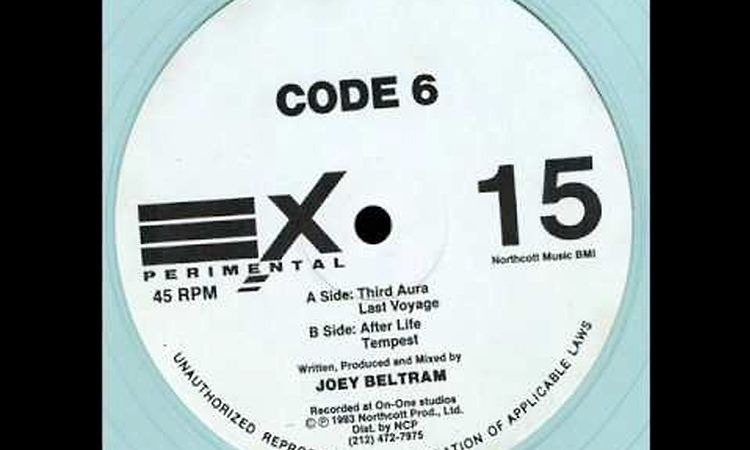 CODE 6
EX
PERIMENTAL
15
Northcott Music BMI
45 RPM
A Side: Third Aura
Last Voyage
B Side: After Life
Tempest
Written, Produced and Mixed by
JOEY BELTRAM
Recorded at On-One studios
©℗ 1993 Northcott Prod., Ltd.
Dist. by NCP
(212) 472-7975
UNAUTHORIZED OF APPLICABLE LAWS